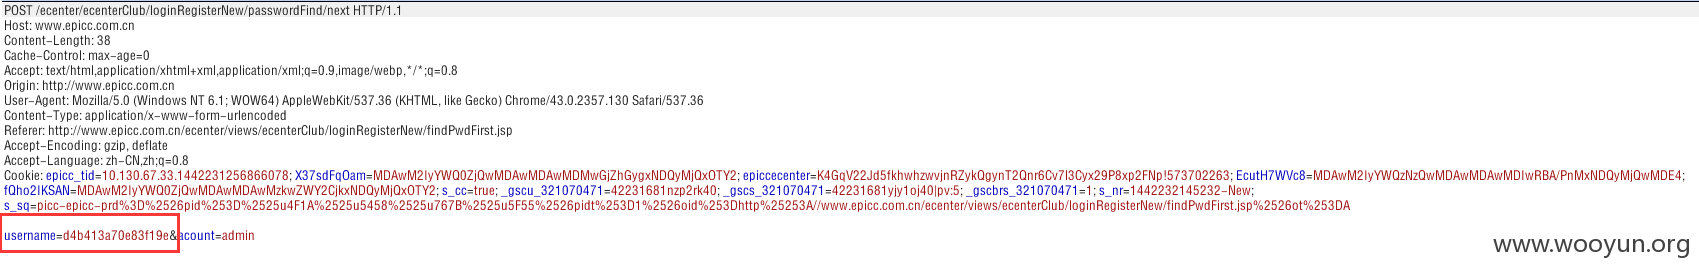 POST /ecenter/ecenterClub/loginRegisterNew/passwordFind/next HTTP/1.1
Host: www.epicc.com.cn
Content-Length: 38
Cache-Control: max-age=0
Accept: text/html,application/xhtml+xml,application/xml;q=0.9,image/webp,*/*;q=0.8
Origin: http://www.epicc.com.cn
User-Agent: Mozilla/5.0 (Windows NT 6.1; WOW64) AppleWebKit/537.36 (KHTML, like Gecko) Chrome/43.0.2357.130 Safari/537.36
Content-Type: application/x-www-form-urlencoded
Referer: http://www.epicc.com.cn/ecenter/views/ecenterClub/loginRegisterNew/findPwdFirst.jsp
Accept-Encoding: gzip, deflate
Accept-Language: zh-CN,zh;q=0.8
Cookie: epicc_tid=10.130.67.33.1442231256866078; X37sdFqOam=MDAwM2IyYWQ0ZjQwMDAwMDAwMDMwGjZhGygxNDQyMjQxOTY2; epiccecenter=K4GqV22Jd5fkhwhzwvjnRZykQgynT2Qnr6Cv7I3Cyx29P8xp2FNp!573702263; EcutH7WVc8=MDAwM2IyYWQzNzQwMDAwMDAwMDIwRBA/PnMxNDQyMjQwMDE4;
fQho2IKSAN=MDAwM2IyYWQ0ZjQwMDAwMDAwMzkwZWY2CjkxNDQyMjQxOTY2; s_cc=true; _gscu_321070471=42231681nzp2rk40; _gscs_321070471=42231681yjy1oj40|pv:5; _gscbrs_321070471=1; s_nr=1442232145232-New;
s_sq=picc-epicc-prd%3D%2526pid%253D%2525u4F1A%2525u5458%2525u767B%2525u5F55%2526pidt%253D1%2526oid%253Dhttp%25253A//www.epicc.com.cn/ecenter/views/ecenterClub/loginRegisterNew/findPwdFirst.jsp%2526ot%253DA
username=d4b413a70e83f19e&acount=admin
www.wooyun.org